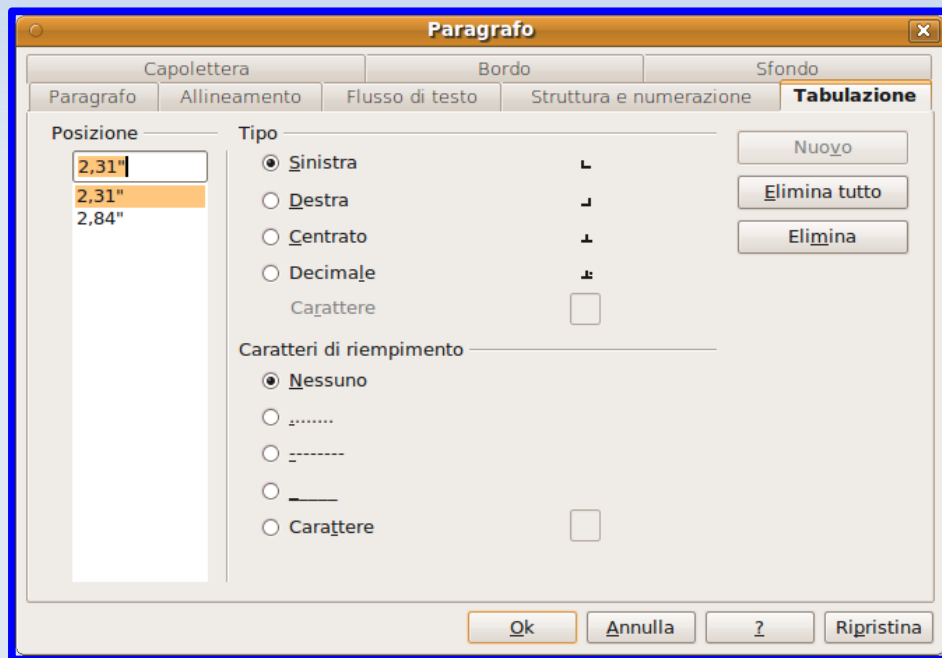 Paragrafo
Capolettera Bordo Sfondo
Paragrafo Allineamento Flusso di testo Struttura e numerazione Tabulazione
Posizione
2,31"
2,31"
2,84"
Tipo
Sinistra
Destra
Centrato
Decimale
Carattere
Caratteri di riempimento
Nessuno
........
--------
______
Carattere
Nuovo
Elimina tutto
Elimina
Ok Annulla ? Ripristina